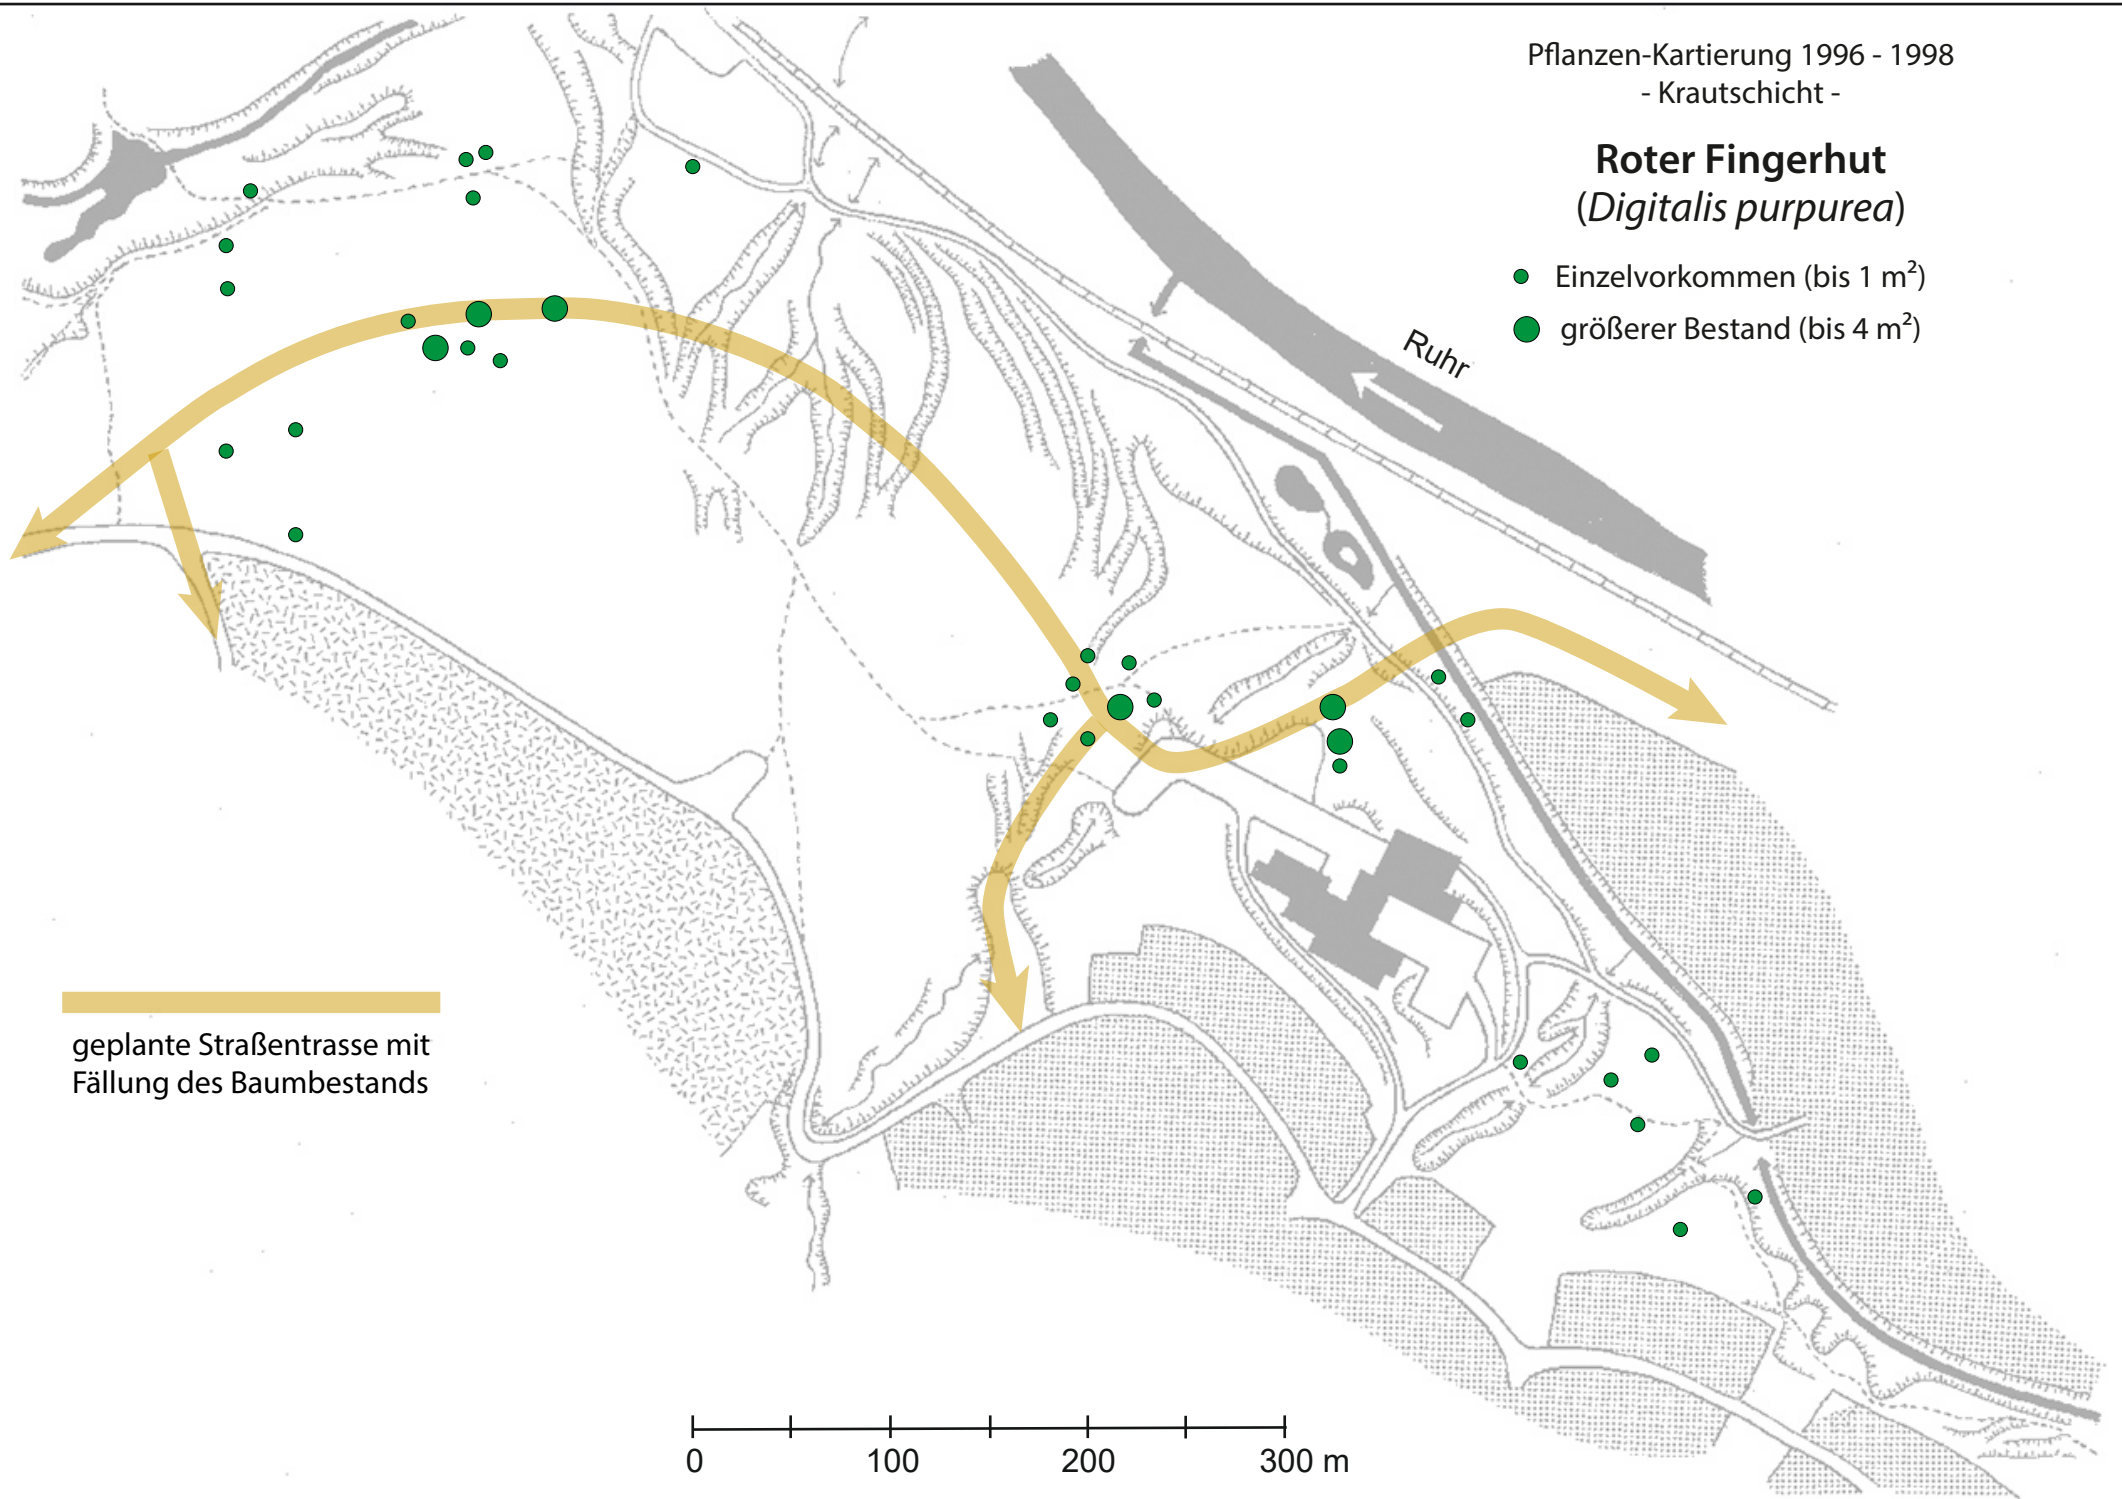 Pflanzen-Kartierung 1996 - 1998
- Krautschicht -
Roter Fingerhut
(Digitalis purpurea)
Einzelvorkommen (bis 1 m²)
größerer Bestand (bis 4 m²)
Ruhr
geplante Straßentrasse mit
Fällung des Baumbestands
0 100 200 300 m